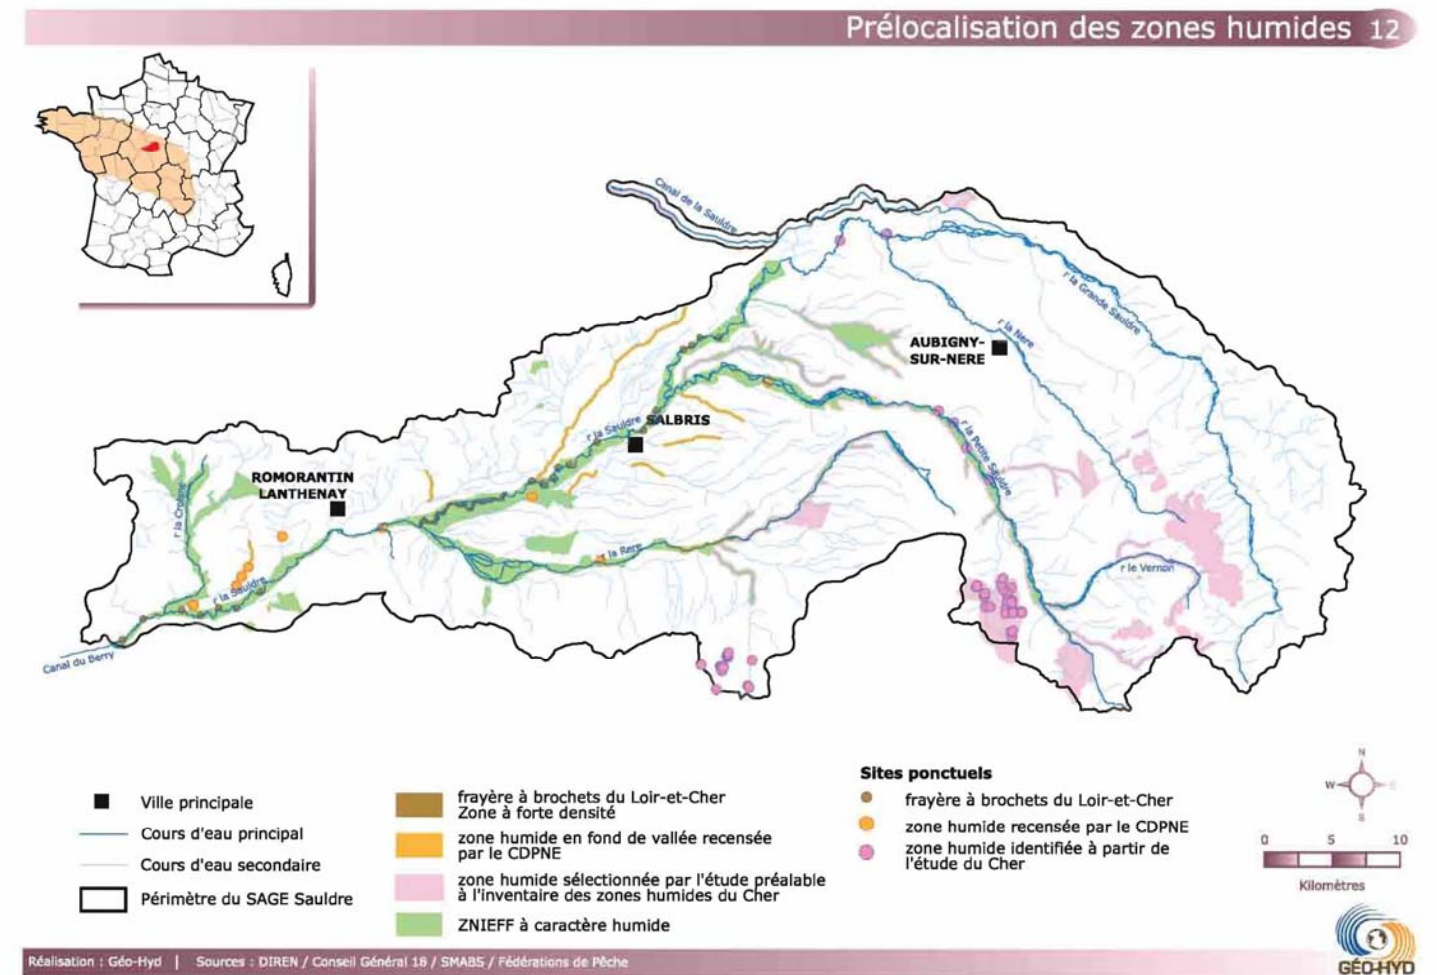 Prélocalisation des zones humides 12
Canal de la Sauldre
r la Grande Sauldre
r la Nere
AUBIGNY-
SUR-NERE
r la Sauldre
SALBRIS
r la Petite Sauldre
ROMORANTIN
LANTHENAY
r la Croisne
r la Rere
r le Vernon
r la Sauldre
Canal du Berry
Ville principale
Cours d'eau principal
Cours d'eau secondaire
Périmètre du SAGE Sauldre
frayère à brochets du Loir-et-Cher
Zone à forte densité
zone humide en fond de vallée recensée
par le CDPNE
zone humide sélectionnée par l'étude préalable
à l'inventaire des zones humides du Cher
ZNIEFF à caractère humide
Sites ponctuels
frayère à brochets du Loir-et-Cher
zone humide recensée par le CDPNE
zone humide identifiée à partir de
l'étude du Cher
N
W E
S
0 5 10
Kilomètres
GÉO-HYD
Réalisation : Géo-Hyd | Sources : DIREN / Conseil Général 18 / SMABS / Fédérations de Pêche